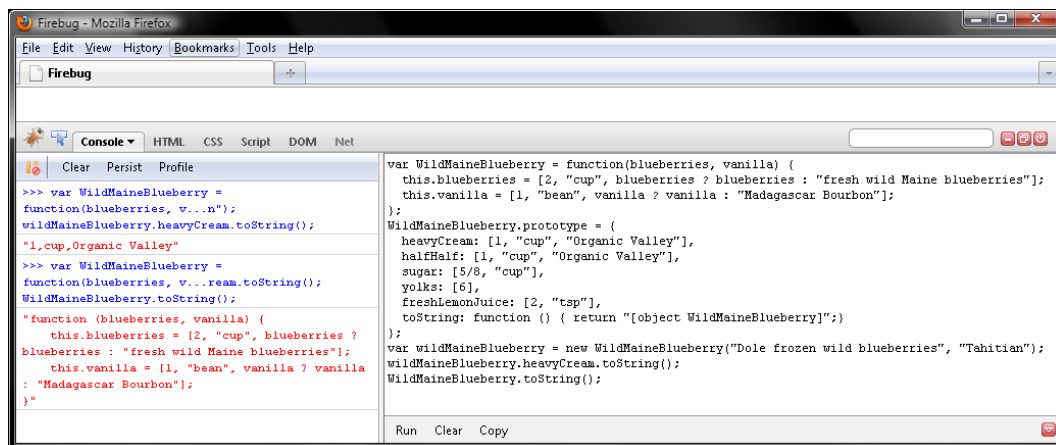 Firebug - Mozilla Firefox
File Edit View History Bookmarks Tools Help
Firebug
Console HTML CSS Script DOM Net
Clear Persist Profile
>>> var WildMaineBlueberry =
function(blueberries, v...n");
wildMaineBlueberry.heavyCream.toString();
"1,cup,Organic Valley"
>>> var WildMaineBlueberry =
function(blueberries, v...ream.toString();
WildMaineBlueberry.toString();
"function (blueberries, vanilla) {
this.blueberries = [2, "cup", blueberries ?
blueberries : "fresh wild Maine blueberries"];
this.vanilla = [1, "bean", vanilla ? vanilla
: "Madagascar Bourbon"];
}"
var WildMaineBlueberry = function(blueberries, vanilla) {
this.blueberries = [2, "cup", blueberries ? blueberries : "fresh wild Maine blueberries"];
this.vanilla = [1, "bean", vanilla ? vanilla : "Madagascar Bourbon"];
};
WildMaineBlueberry.prototype = {
heavyCream: [1, "cup", "Organic Valley"],
halfHalf: [1, "cup", "Organic Valley"],
sugar: [5/8, "cup"],
yolks: [6],
freshLemonJuice: [2, "tsp"],
toString: function () { return "[object WildMaineBlueberry]";}
};
var wildMaineBlueberry = new WildMaineBlueberry("Dole frozen wild blueberries", "Tahitian");
wildMaineBlueberry.heavyCream.toString();
WildMaineBlueberry.toString();
Run Clear Copy